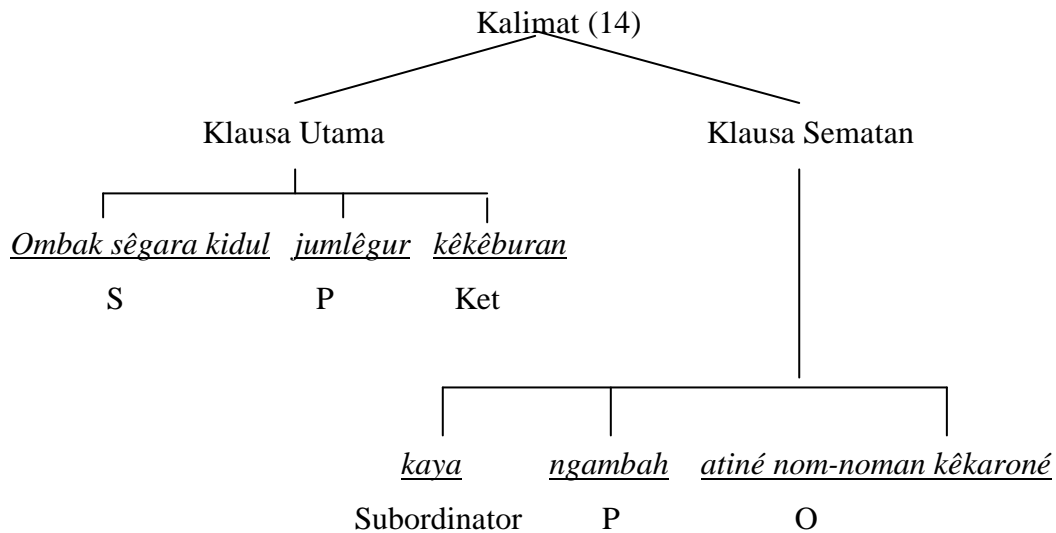 Kalimat (14)
Klausa Utama Klausa Sematan
Ombak sêgara kidul jumlêgur kêkêburan
S P Ket
kaya ngambah atiné nom-noman kêkaroné
Subordinator P O